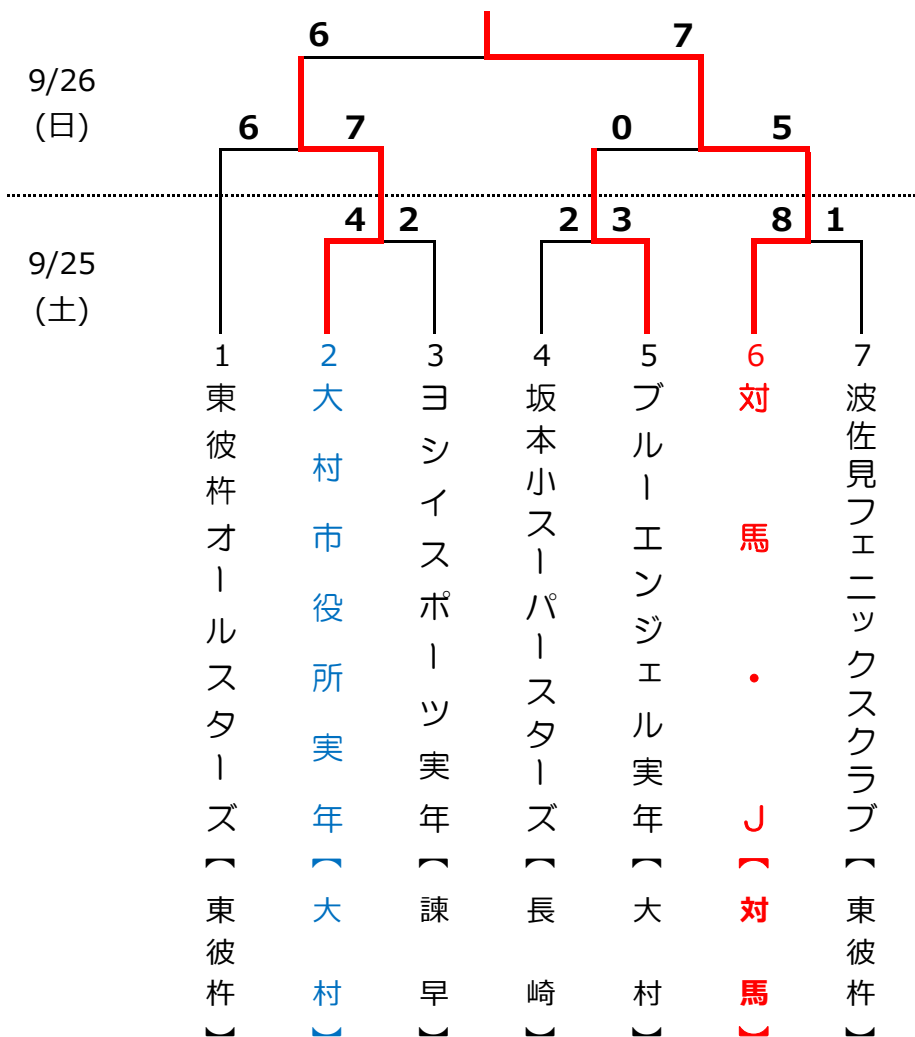 6 7
9/26
(日)
6 7 0 5
4 2 2 3 8 1
9/25
(土)
1 2 3 4 5 6 7
東彼杵オールスターズ【東彼杵】
大村市役所実年【大村】
ヨシイスポーツ実年【諫早】
坂本小スーパースターズ【長崎】
ブルーエンジェル実年【大村】
対馬・J【対馬】
波佐見フェニックスクラブ【東彼杵】